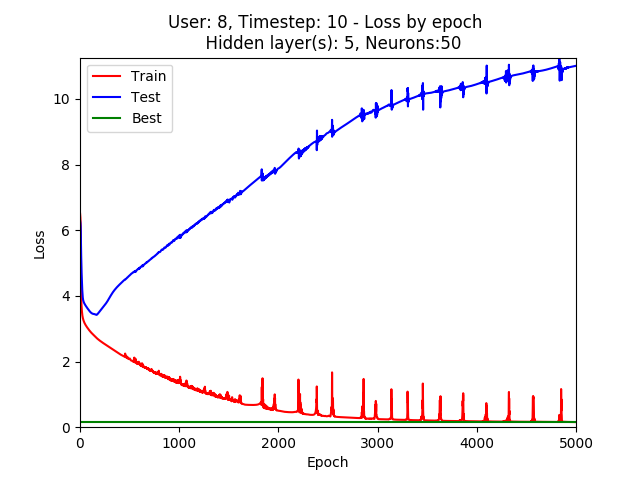 User: 8, Timestep: 10 - Loss by epoch
Hidden layer(s): 5, Neurons:50
Train
Test
Best
10
8
6
4
2
0
Loss
0 1000 2000 3000 4000 5000
Epoch